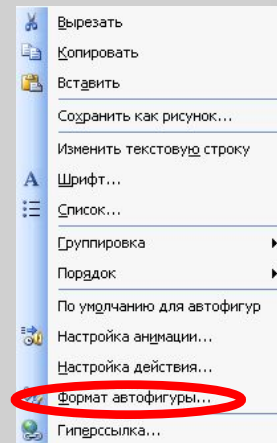 Вырезать
Копировать
Вставить
Сохранить как рисунок...
Изменить текстовую строку
Шрифт...
Список...
Группировка
Порядок
По умолчанию для автофигур
Настройка анимации...
Настройка действия...
Формат автофигуры...
Гиперссылка...